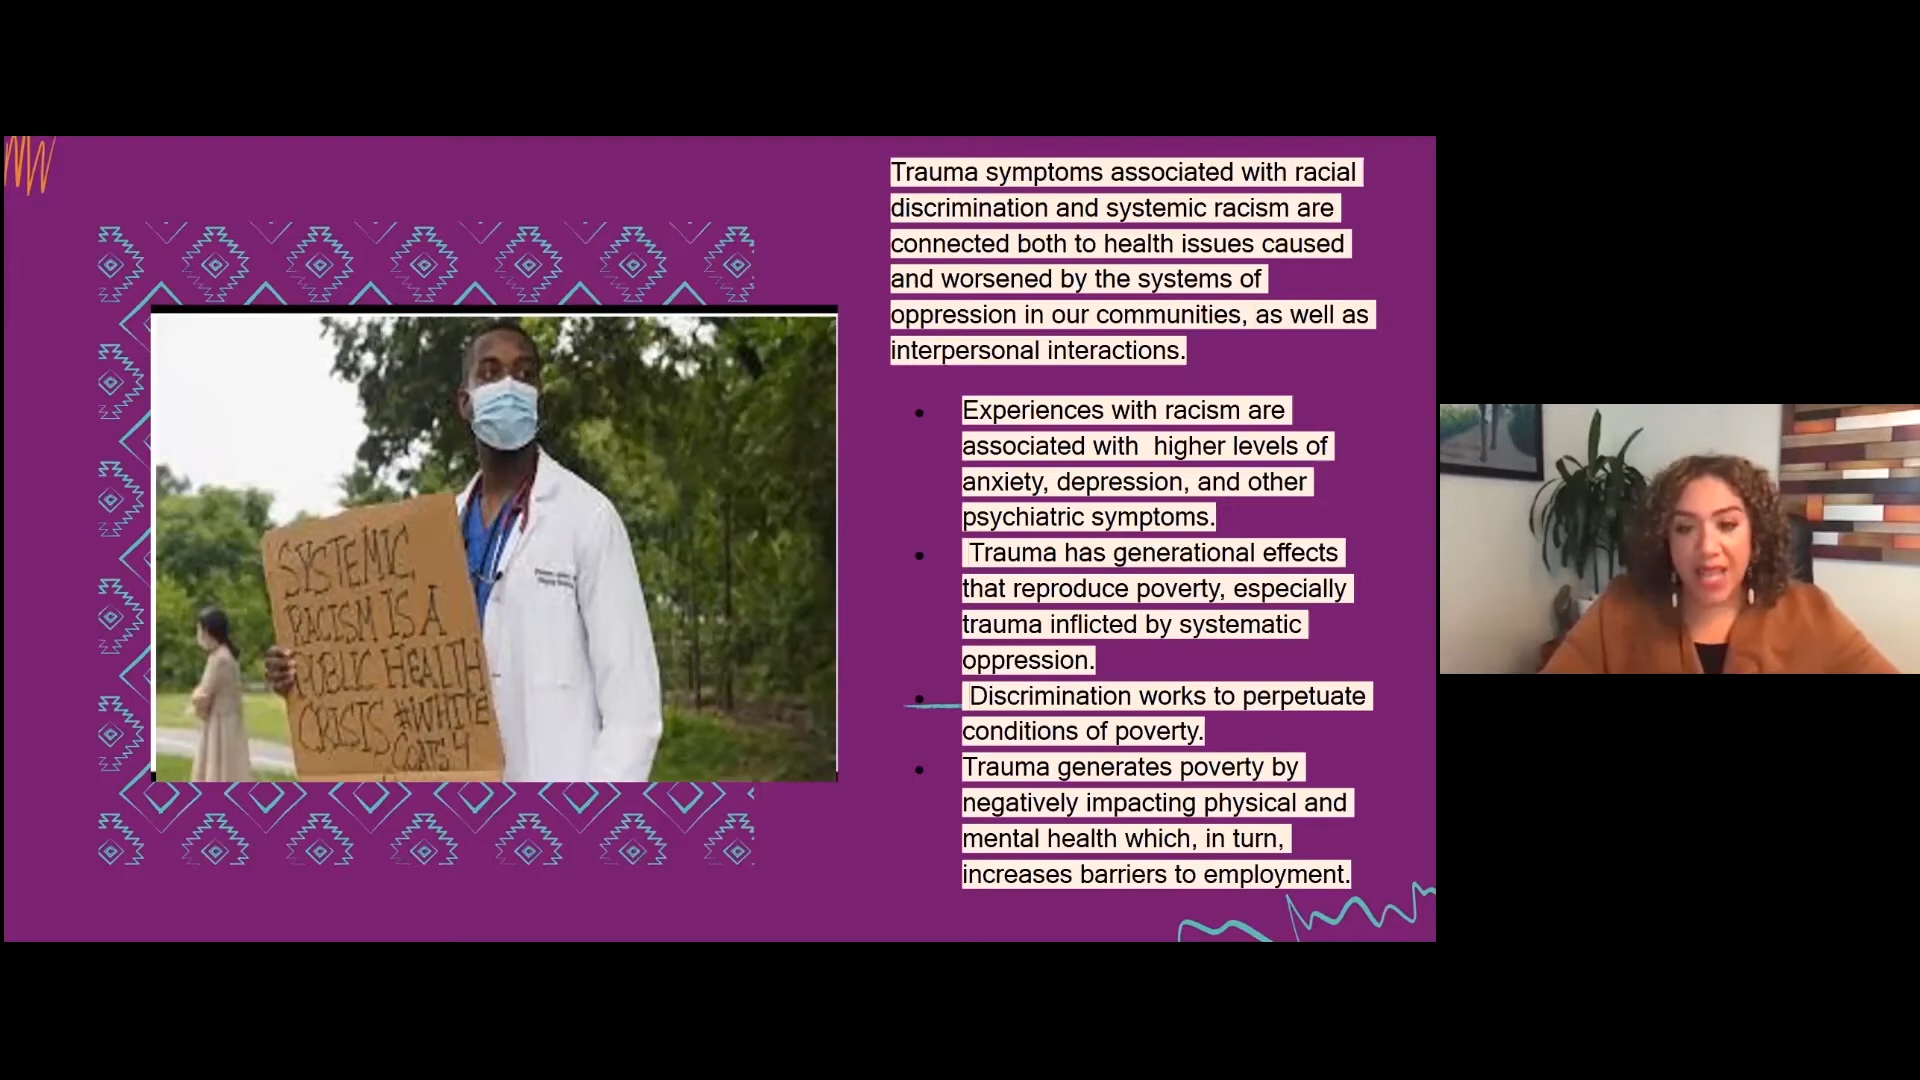 Trauma symptoms associated with racial
discrimination and systemic racism are
connected both to health issues caused
and worsened by the systems of
oppression in our communities, as well as
interpersonal interactions.
Experiences with racism are
associated with higher levels of
anxiety, depression, and other
psychiatric symptoms.
Trauma has generational effects
that reproduce poverty, especially
trauma inflicted by systematic
oppression.
Discrimination works to perpetuate
conditions of poverty.
Trauma generates poverty by
negatively impacting physical and
mental health which, in turn,
increases barriers to employment.
SYSTEMIC
RACISM IS A
PUBLIC HEALTH
CRISIS #WHITE
COATS 4